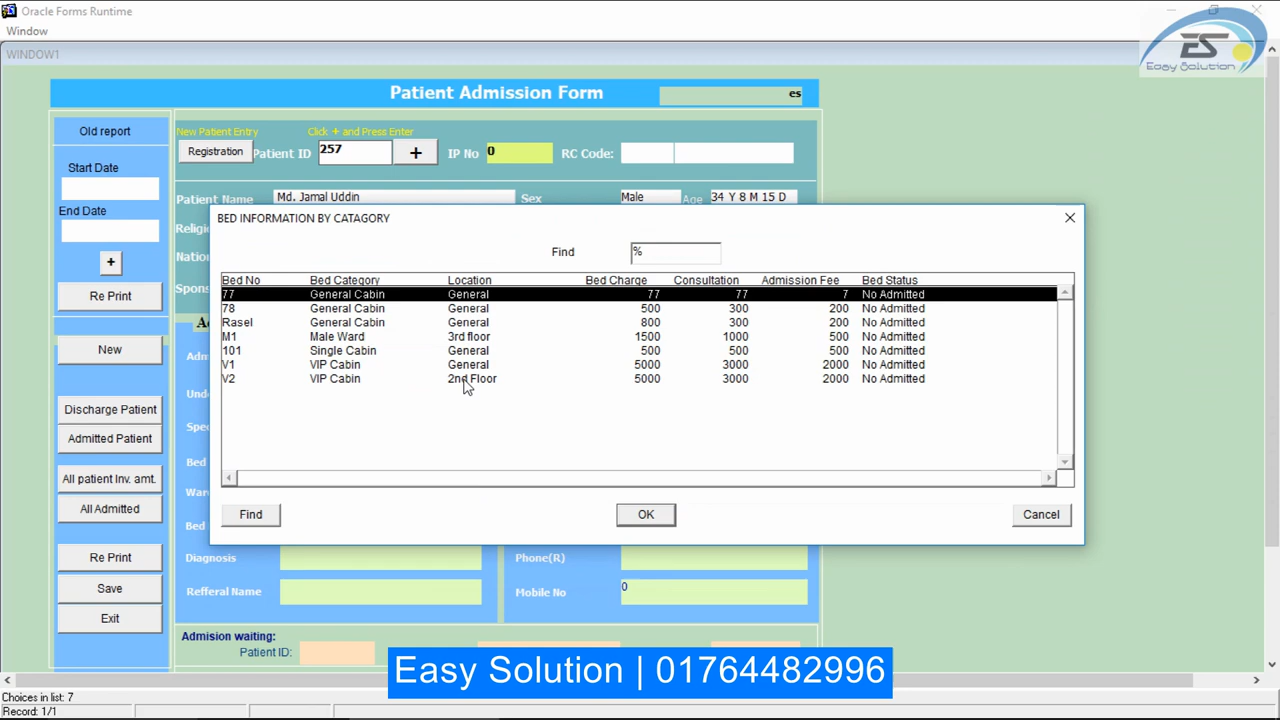 Oracle Forms Runtime
Window
WINDOW1
ES
Easy Solution
Patient Admission Form es
Old report
New Patient Entry Click + and Press Enter
Registration Patient ID 257 + IP No 0 RC Code:
Start Date
End Date
+
Re Print
New
Discharge Patient
Admitted Patient
All patient Inv. amt.
All Admitted
Re Print
Save
Exit
Patient Name Md. Jamal Uddin Sex Male Age 34 Y 8 M 15 D
BED INFORMATION BY CATAGORY
Find %
Bed No Bed Category Location Bed Charge Consultation Admission Fee Bed Status
77 General Cabin General 77 77 7 No Admitted
78 General Cabin General 500 300 200 No Admitted
Rasel General Cabin General 800 300 200 No Admitted
M1 Male Ward 3rd floor 1500 1000 500 No Admitted
101 Single Cabin General 500 500 500 No Admitted
V1 VIP Cabin General 5000 3000 2000 No Admitted
V2 VIP Cabin 2nd Floor 5000 3000 2000 No Admitted
Find OK Cancel
Bed
Bed
Diagnosis Phone(R)
Refferal Name Mobile No 0
Admision waiting:
Patient ID:
Easy Solution | 01764482996
Choices in list: 7
Record: 1/1